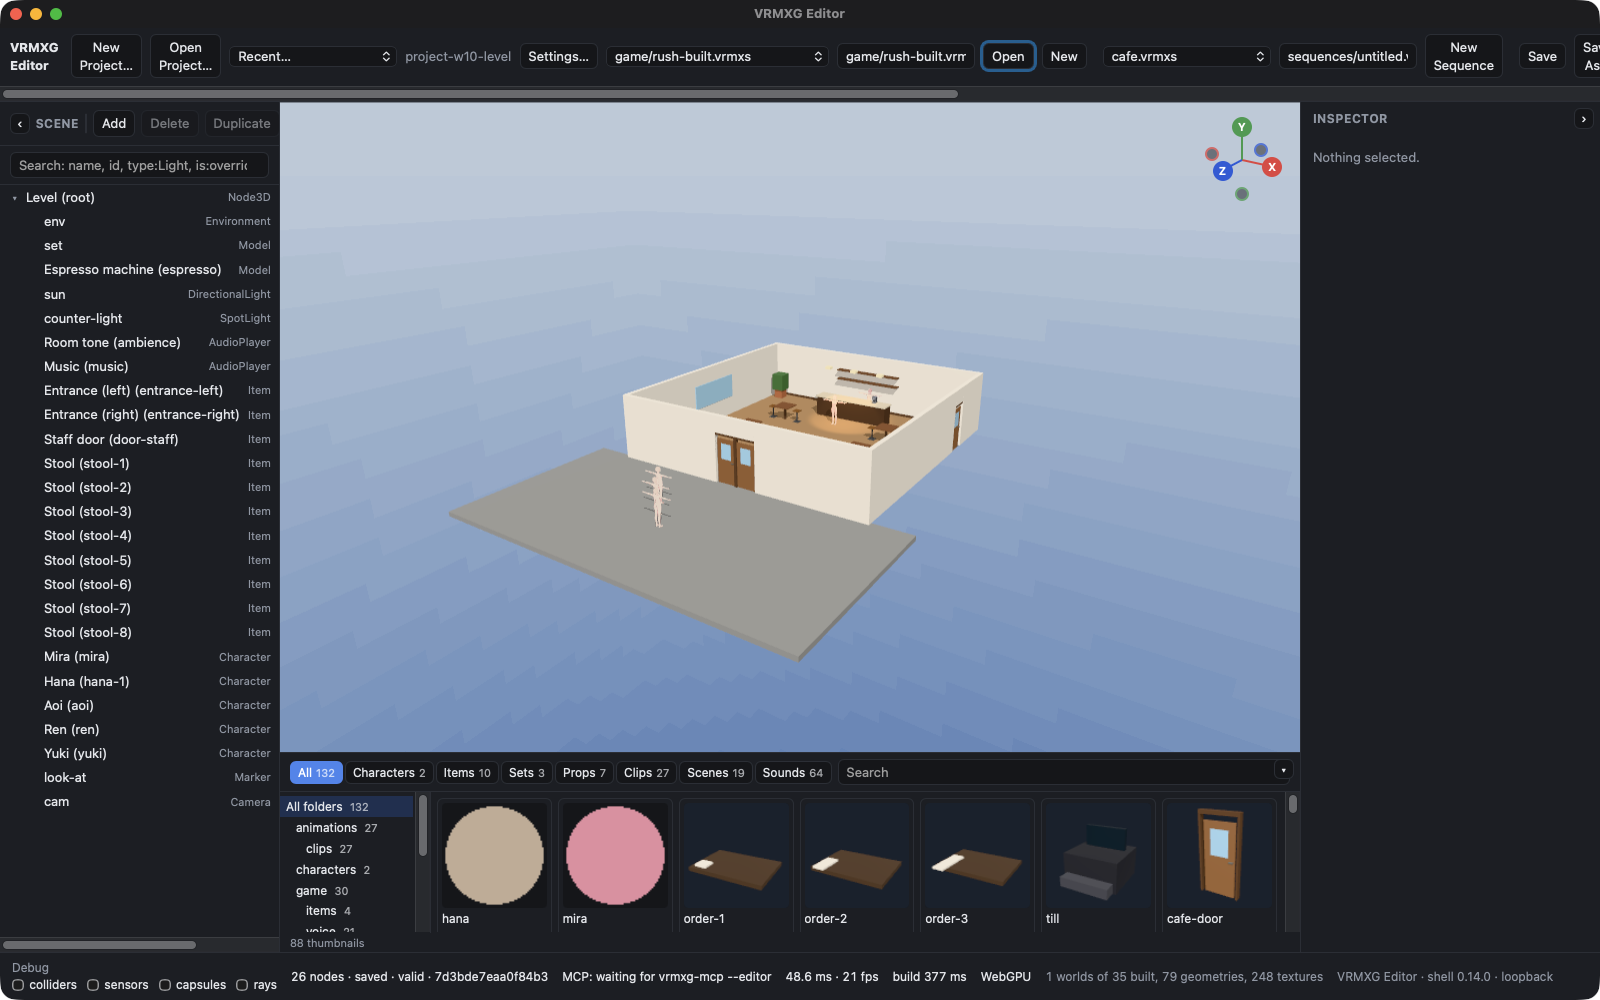 VRMXG Editor
VRMXG Editor
New Project...
Open Project...
Recent...
project-w10-level
Settings...
game/rush-built.vrmxs
game/rush-built.vrm
Open
New
cafe.vrmxs
sequences/untitled.
New Sequence
Save
Sa
As
‹ SCENE
Add
Delete
Duplicate
Search: name, id, type:Light, is:overric
Level (root) Node3D
env Environment
set Model
Espresso machine (espresso) Model
sun DirectionalLight
counter-light SpotLight
Room tone (ambience) AudioPlayer
Music (music) AudioPlayer
Entrance (left) (entrance-left) Item
Entrance (right) (entrance-right) Item
Staff door (door-staff) Item
Stool (stool-1) Item
Stool (stool-2) Item
Stool (stool-3) Item
Stool (stool-4) Item
Stool (stool-5) Item
Stool (stool-6) Item
Stool (stool-7) Item
Stool (stool-8) Item
Mira (mira) Character
Hana (hana-1) Character
Aoi (aoi) Character
Ren (ren) Character
Yuki (yuki) Character
look-at Marker
cam Camera
Y
Z
X
INSPECTOR ›
Nothing selected.
All 132
Characters 2
Items 10
Sets 3
Props 7
Clips 27
Scenes 19
Sounds 64
Search
All folders 132
animations 27
clips 27
characters 2
game 30
items 4
voice 21
88 thumbnails
hana
mira
order-1
order-2
order-3
till
cafe-door
Debug
colliders
sensors
capsules
rays
26 nodes · saved · valid · 7d3bde7eaa0f84b3
MCP: waiting for vrmxg-mcp --editor
48.6 ms · 21 fps
build 377 ms
WebGPU
1 worlds of 35 built, 79 geometries, 248 textures
VRMXG Editor · shell 0.14.0 · loopback